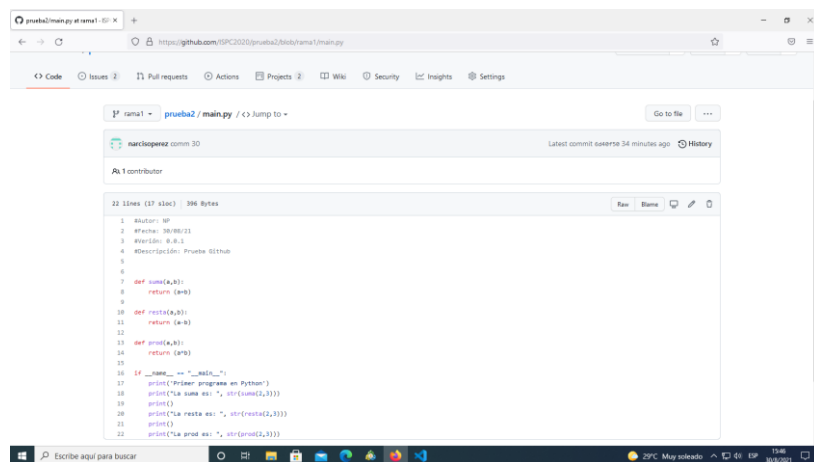 prueba2/main.py at rama1 · ISP
https://github.com/ISPC2020/prueba2/blob/rama1/main.py
Code Issues 2 Pull requests Actions Projects 2 Wiki Security Insights Settings
rama1 prueba2 / main.py / <> Jump to Go to file ...
narcisoperez comm 30 Latest commit 34 minutes ago History
1 contributor
22 lines (17 sloc) 396 Bytes Raw Blame
1 #Autor: NP
2 #Fecha: 30/08/21
3 #Verión: 0.0.1
4 #Descripción: Prueba Github
5
6
7 def suma(a,b):
8 return (a+b)
9
10 def resta(a,b):
11 return (a-b)
12
13 def prod(a,b):
14 return (a*b)
15
16 if __name__ == "__main__":
17 print('Primer programa en Python')
18 print("La suma es: ", str(suma(2,3)))
19 print()
20 print("La resta es: ", str(resta(2,3)))
21 print()
22 print("La prod es: ", str(prod(2,3)))
Escribe aquí para buscar 29°C Muy soleado ESP 15:46
30/8/2021